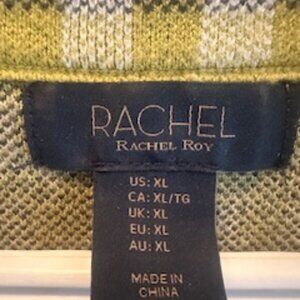 RACHEL
RACHEL ROY
US: XL
CA: XL/TG
UK: XL
EU: XL
AU: XL
MADE IN
CHINA